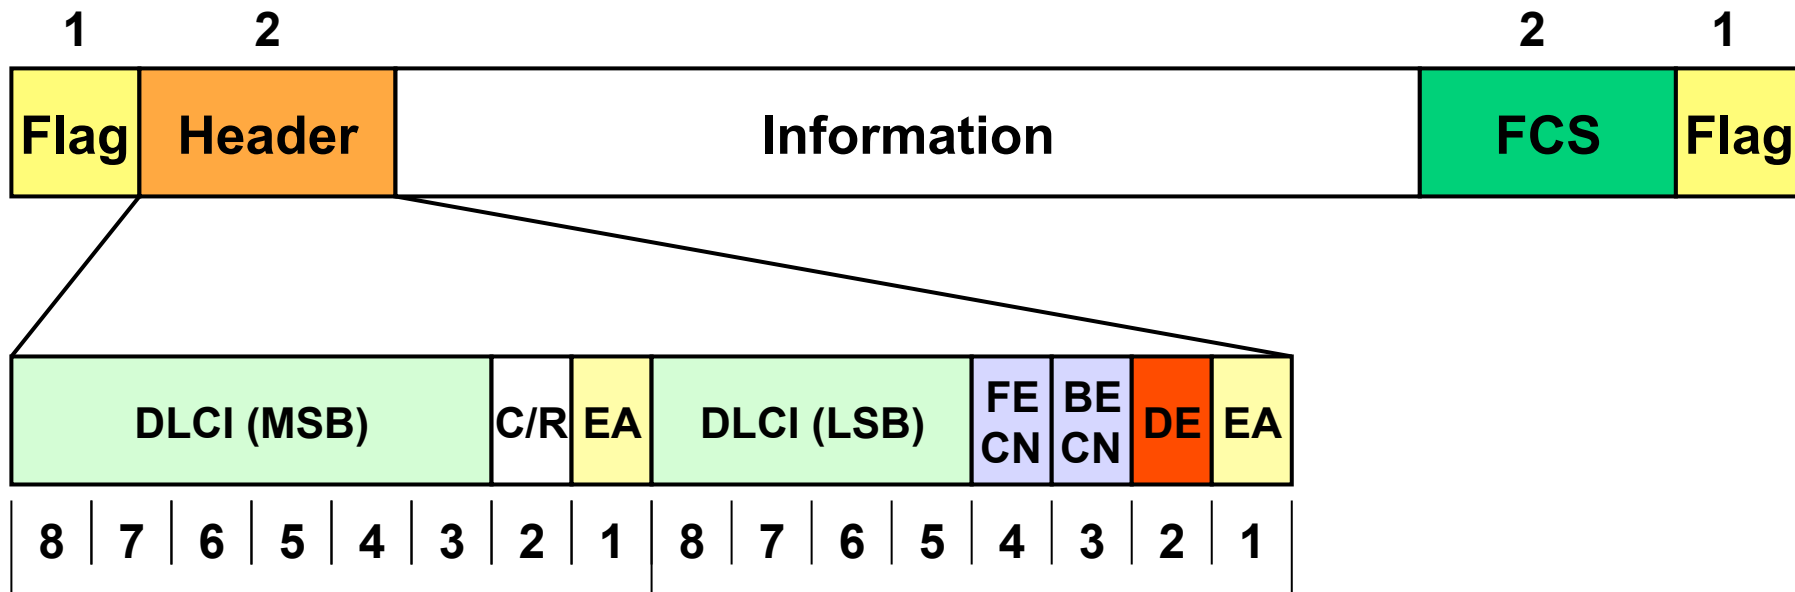 1 2 2 1
Flag Header Information FCS Flag
DLCI (MSB) C/R EA DLCI (LSB) FE CN BE CN DE EA
8 7 6 5 4 3 2 1 8 7 6 5 4 3 2 1